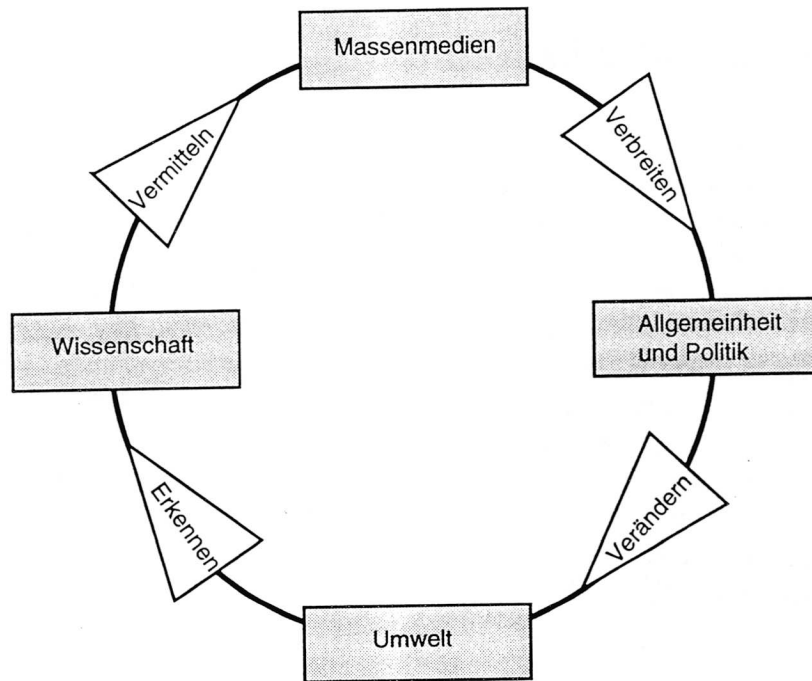 Massenmedien
Vermitteln
Verbreiten
Wissenschaft
Allgemeinheit
und Politik
Erkennen
Verändern
Umwelt